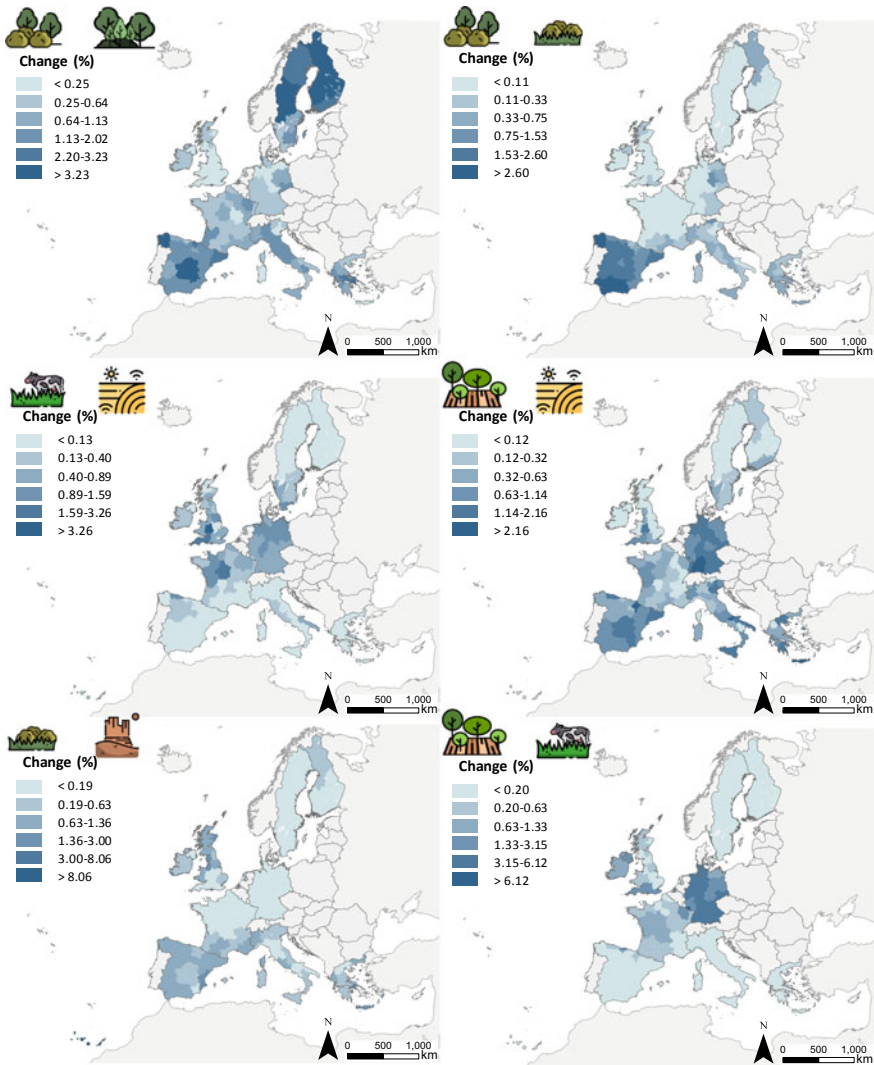 Change (%)
< 0.25
0.25-0.64
0.64-1.13
1.13-2.02
2.20-3.23
> 3.23
N
0 500 1,000
km
Change (%)
< 0.11
0.11-0.33
0.33-0.75
0.75-1.53
1.53-2.60
> 2.60
N
0 500 1,000
km
Change (%)
< 0.13
0.13-0.40
0.40-0.89
0.89-1.59
1.59-3.26
> 3.26
N
0 500 1,000
km
Change (%)
< 0.12
0.12-0.32
0.32-0.63
0.63-1.14
1.14-2.16
> 2.16
N
0 500 1,000
km
Change (%)
< 0.19
0.19-0.63
0.63-1.36
1.36-3.00
3.00-8.06
> 8.06
N
0 500 1,000
km
Change (%)
< 0.20
0.20-0.63
0.63-1.33
1.33-3.15
3.15-6.12
> 6.12
N
0 500 1,000
km